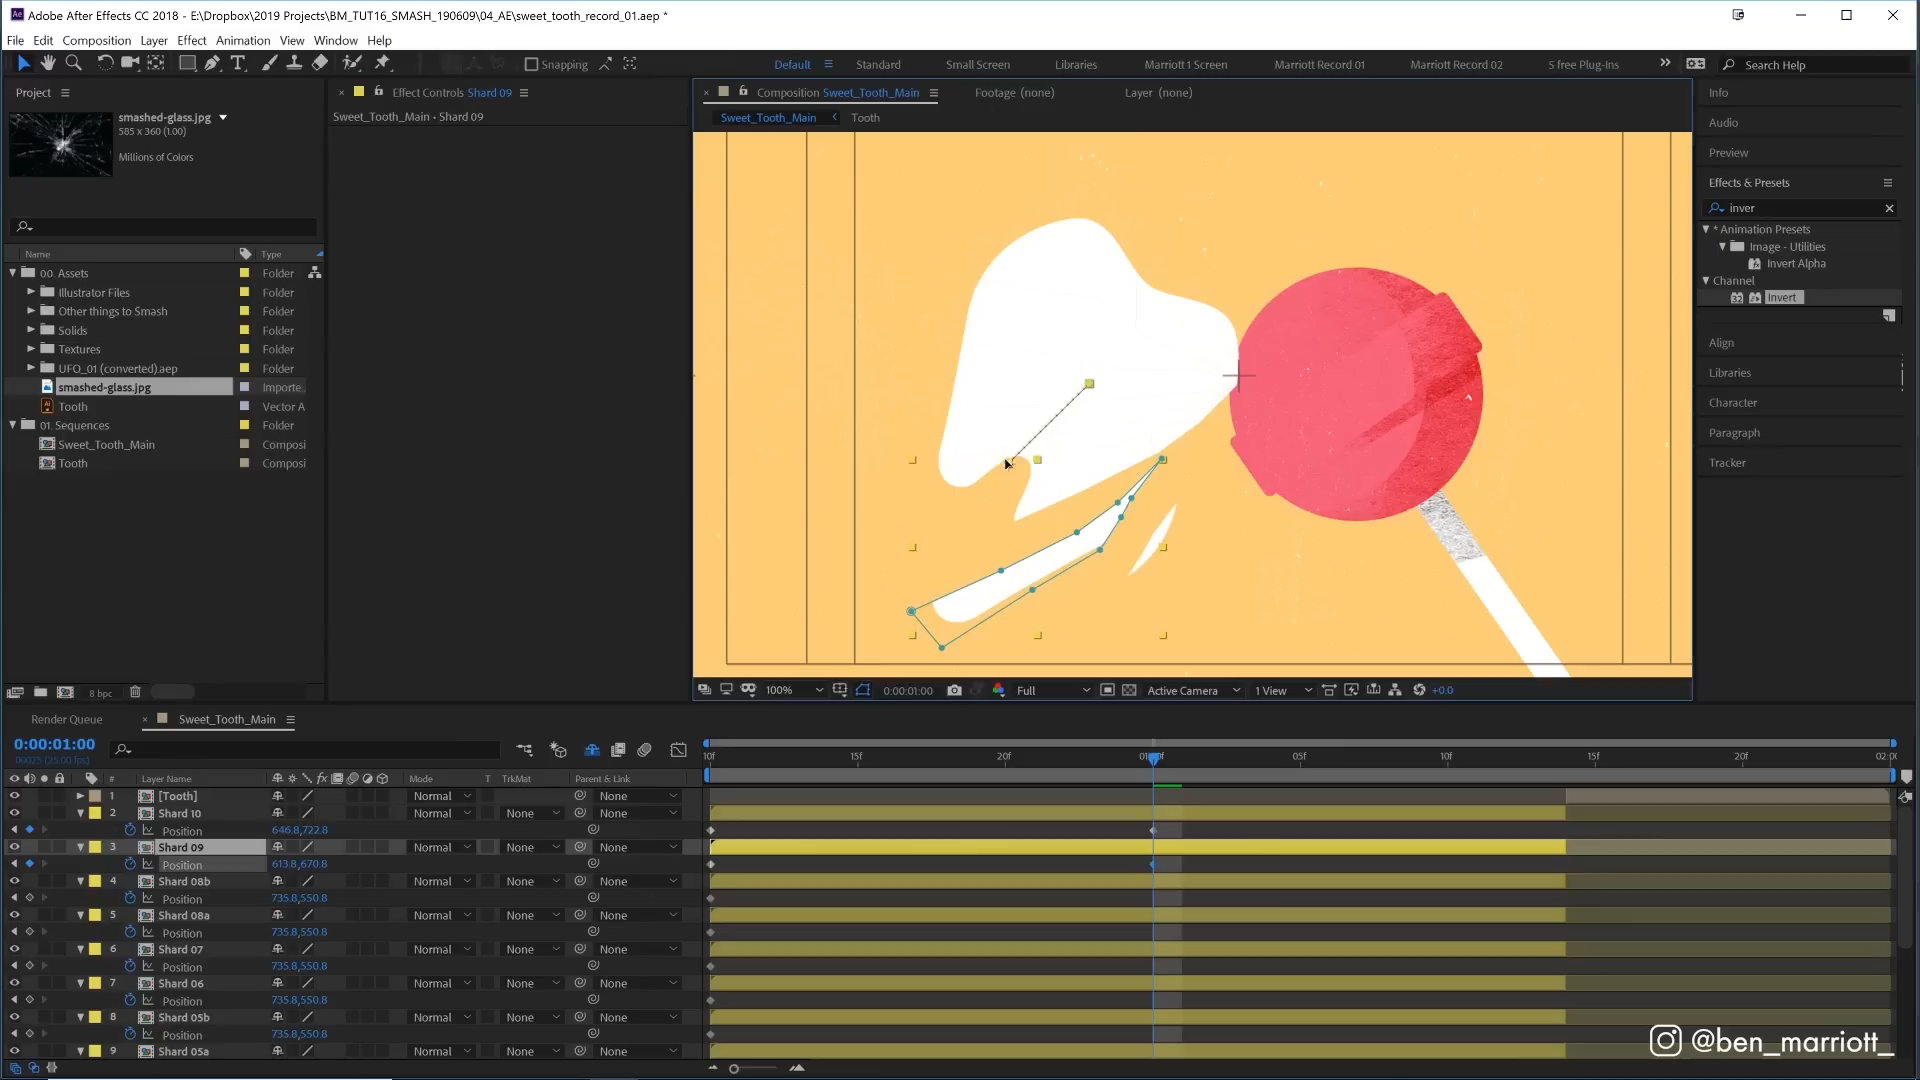 Adobe After Effects CC 2018 - E:\Dropbox\2019 Projects\BM_TUT16_SMASH_190609\04_AE\sweet_tooth_record_01.aep *
File Edit Composition Layer Effect Animation View Window Help
Snapping
Default Standard Small Screen Libraries Marriott 1 Screen Marriott Record 01 Marriott Record 02 5 free Plug-Ins Search Help
Project
smashed-glass.jpg
585 x 360 (1.00)
Millions of Colors
Name Type
00. Assets Folder
Illustrator Files Folder
Other things to Smash Folder
Solids Folder
Textures Folder
UFO_01 (converted).aep Folder
smashed-glass.jpg Importe
Tooth Vector A
01. Sequences Folder
Sweet_Tooth_Main Composi
Tooth Composi
8 bpc
Effect Controls Shard 09
Sweet_Tooth_Main • Shard 09
Composition Sweet_Tooth_Main Footage (none) Layer (none)
Sweet_Tooth_Main Tooth
100% 0:00:01:00 Full Active Camera 1 View +0.0
Info
Audio
Preview
Effects & Presets
inver
* Animation Presets
Image - Utilities
Invert Alpha
Channel
32 Invert
Align
Libraries
Character
Paragraph
Tracker
Render Queue Sweet_Tooth_Main
0:00:01:00
00025 (25.00 fps)
# Layer Name fx Mode T TrkMat Parent & Link
10f 15f 20f 01:00f 05f 10f 15f 20f 02:00
1 [Tooth] Normal None
2 Shard 10 Normal None None
Position 646.8,722.8
3 Shard 09 Normal None None
Position 613.8,670.8
4 Shard 08b Normal None None
Position 735.8,550.8
5 Shard 08a Normal None None
Position 735.8,550.8
6 Shard 07 Normal None None
Position 735.8,550.8
7 Shard 06 Normal None None
Position 735.8,550.8
8 Shard 05b Normal None None
Position 735.8,550.8
9 Shard 05a Normal None None
@ben_marriott_